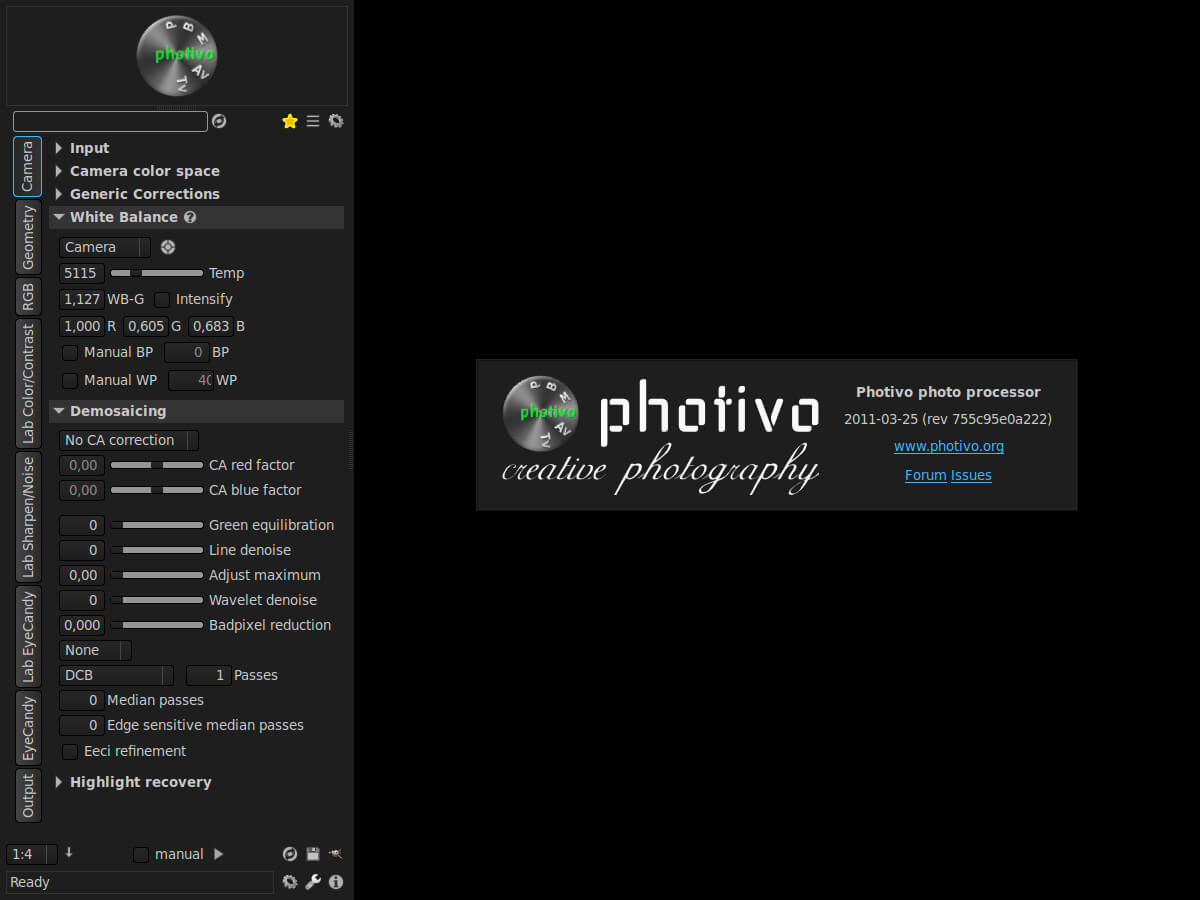 P B M
photivo
AV
TV
Camera
Geometry
RGB
Lab Color/Contrast
Lab Sharpen/Noise
Lab EyeCandy
EyeCandy
Output
Input
Camera color space
Generic Corrections
White Balance ?
Camera
5115 Temp
1,127 WB-G Intensify
1,000 R 0,605 G 0,683 B
Manual BP 0 BP
Manual WP 40 WP
Demosaicing
No CA correction
0,00 CA red factor
0,00 CA blue factor
0 Green equilibration
0 Line denoise
0,00 Adjust maximum
0 Wavelet denoise
0,000 Badpixel reduction
None
DCB 1 Passes
0 Median passes
0 Edge sensitive median passes
Eeci refinement
Highlight recovery
1:4 manual
Ready
P B M
photivo
AV
TV
photivo
creative photography
Photivo photo processor
2011-03-25 (rev 755c95e0a222)
www.photivo.org
Forum Issues